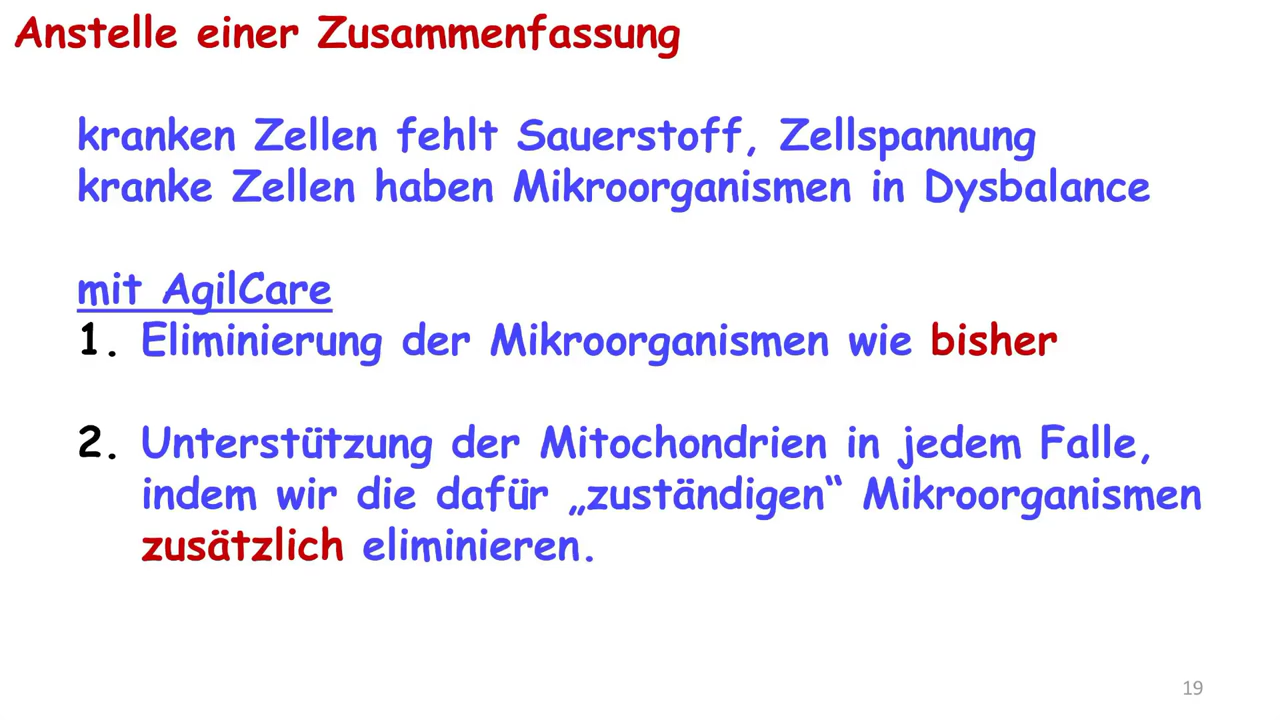 Anstelle einer Zusammenfassung
kranken Zellen fehlt Sauerstoff, Zellspannung
kranke Zellen haben Mikroorganismen in Dysbalance
mit AgilCare
1. Eliminierung der Mikroorganismen wie bisher
2. Unterstützung der Mitochondrien in jedem Falle,
indem wir die dafür „zuständigen“ Mikroorganismen
zusätzlich eliminieren.
19